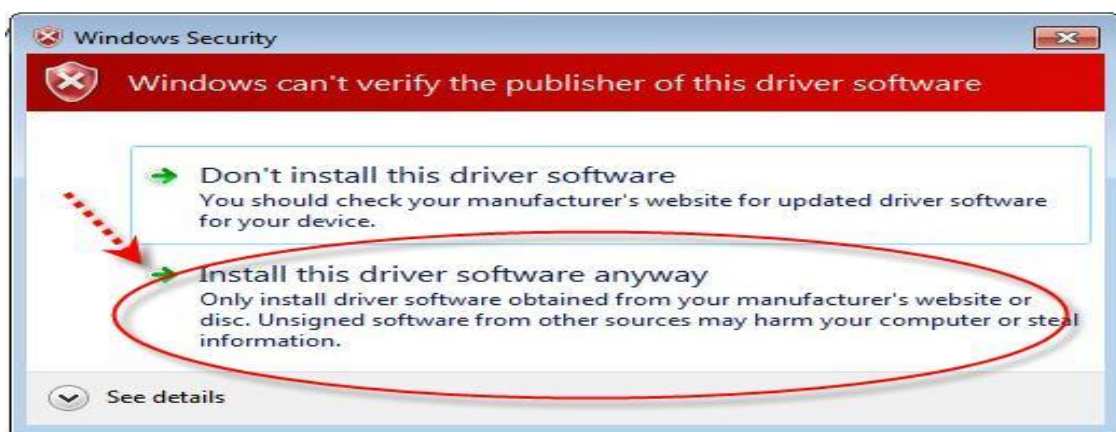 Windows Security
Windows can't verify the publisher of this driver software
Don't install this driver software
You should check your manufacturer's website for updated driver software
for your device.
Install this driver software anyway
Only install driver software obtained from your manufacturer's website or
disc. Unsigned software from other sources may harm your computer or steal
information.
See details